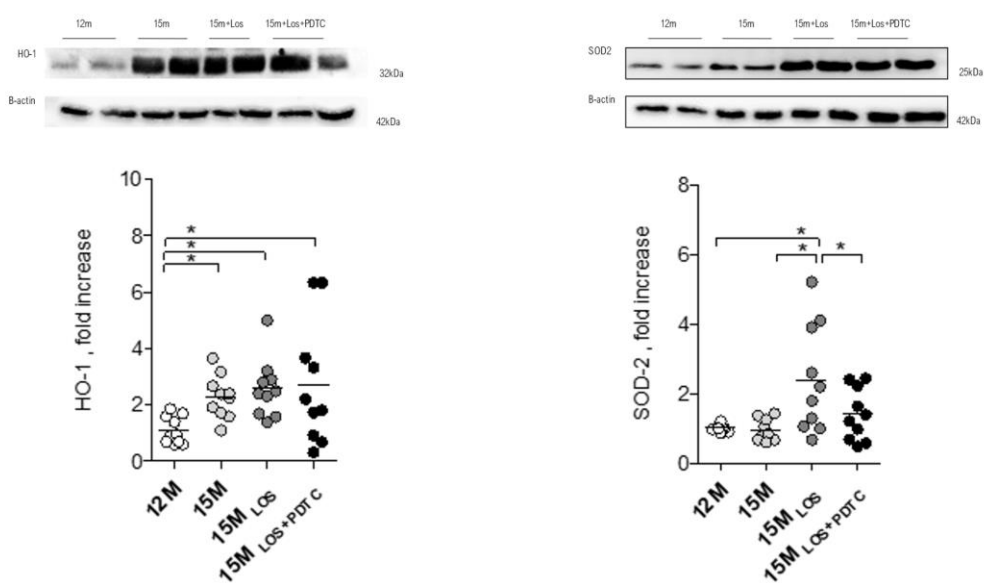 12m 15m 15m+Los 15m+Los+PDTC
HO-1
32kDa
B-actin
42kDa
10
8
6
4
2
0
HO-1 , fold increase
*
*
*
12 M
15M
15M LOS
15M LOS+PDTC
12m 15m 15m+Los 15m+Los+PDTC
SOD2
25kDa
B-actin
42kDa
8
6
4
2
0
SOD-2 , fold increase
*
* *
12 M
15M
15M LOS
15M LOS+PDTC